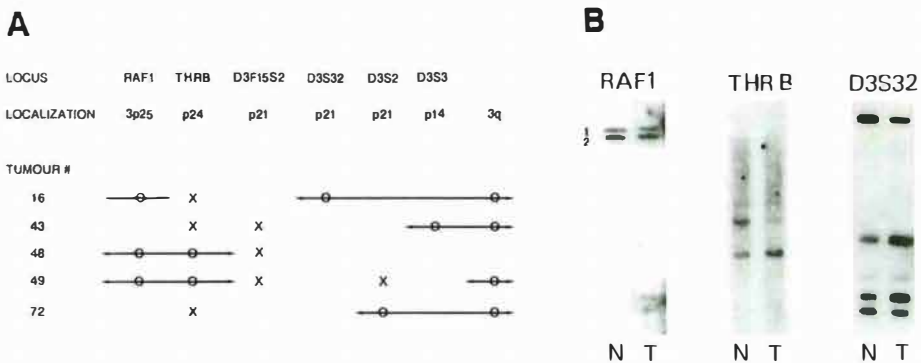 A
LOCUS RAF1 THRB D3F15S2 D3S32 D3S2 D3S3
LOCALIZATION 3p25 p24 p21 p21 p21 p14 3q
TUMOUR #
16 X
43 X X
48 X
49 X X
72 X
B
RAF1 THRB D3S32
1
2
N T N T N T